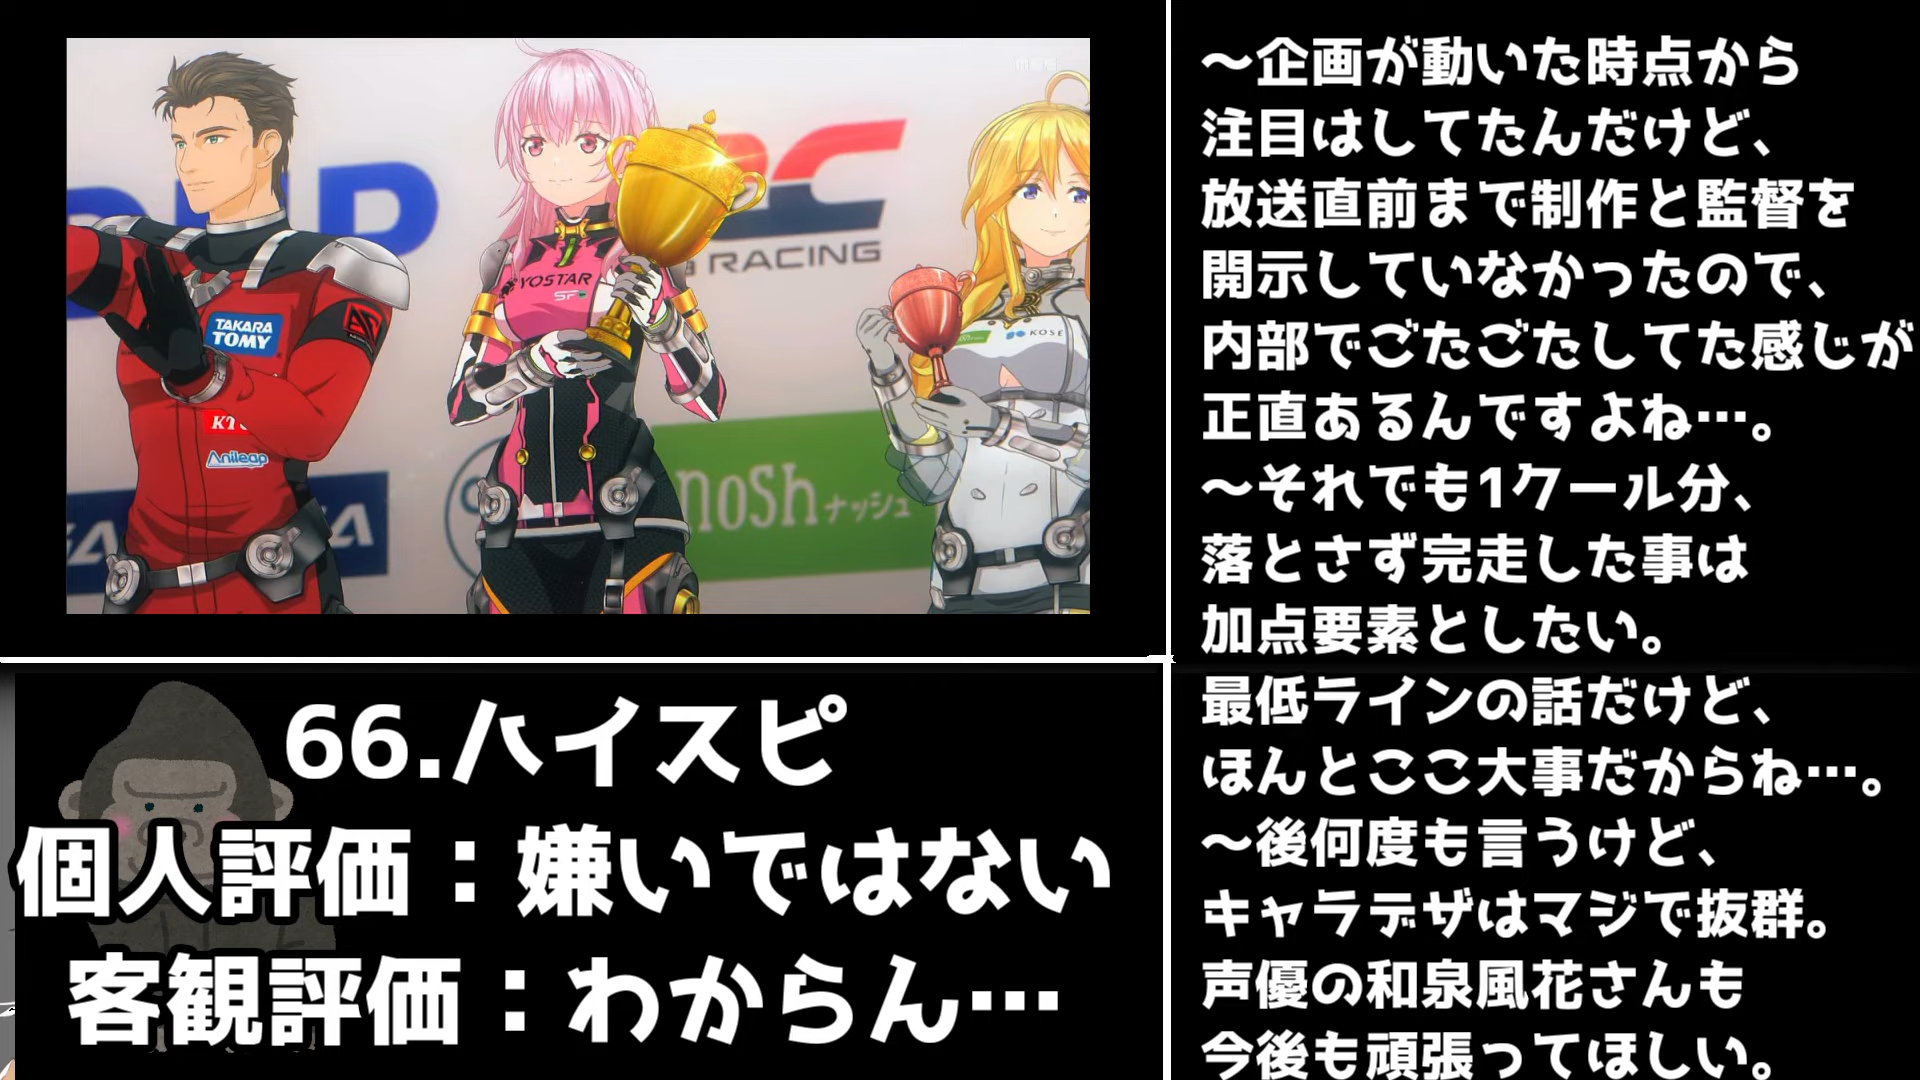 YOSTAR
SF
TAKARA
TOMY
Anileap
KOSE
RACING
nosh ナッシュ
66.ハイスピ
個人評価：嫌いではない
客観評価：わからん…
～企画が動いた時点から
注目はしてたんだけど、
放送直前まで制作と監督を
開示していなかったので、
内部でごたごたしてた感じが
正直あるんですよね…。
～それでも1クール分、
落とさず完走した事は
加点要素としたい。
最低ラインの話だけど、
ほんとここ大事だからね…。
～後何度も言うけど、
キャラデザはマジで抜群。
声優の和泉風花さんも
今後も頑張ってほしい。